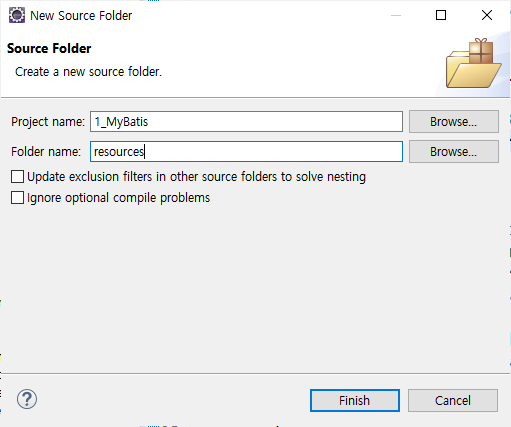 New Source Folder
Source Folder
Create a new source folder.
Project name: 1_MyBatis Browse...
Folder name: resources Browse...
Update exclusion filters in other source folders to solve nesting
Ignore optional compile problems
? Finish Cancel